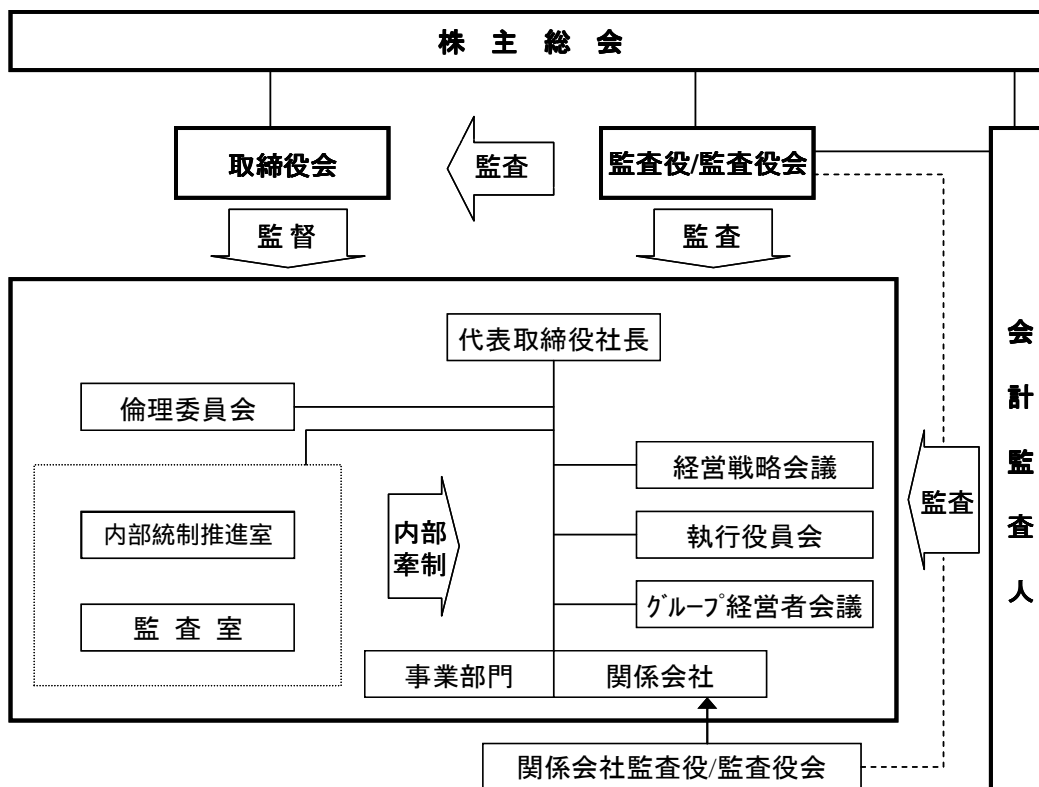 株 主 総 会
取締役会
監査
監査役/監査役会
監 督
監 査
代表取締役社長
倫理委員会
経営戦略会議
内部統制推進室
内部
牽制
執行役員会
監 査 室
グループ経営者会議
事業部門
関係会社
関係会社監査役/監査役会
監査
会
計
監
査
人